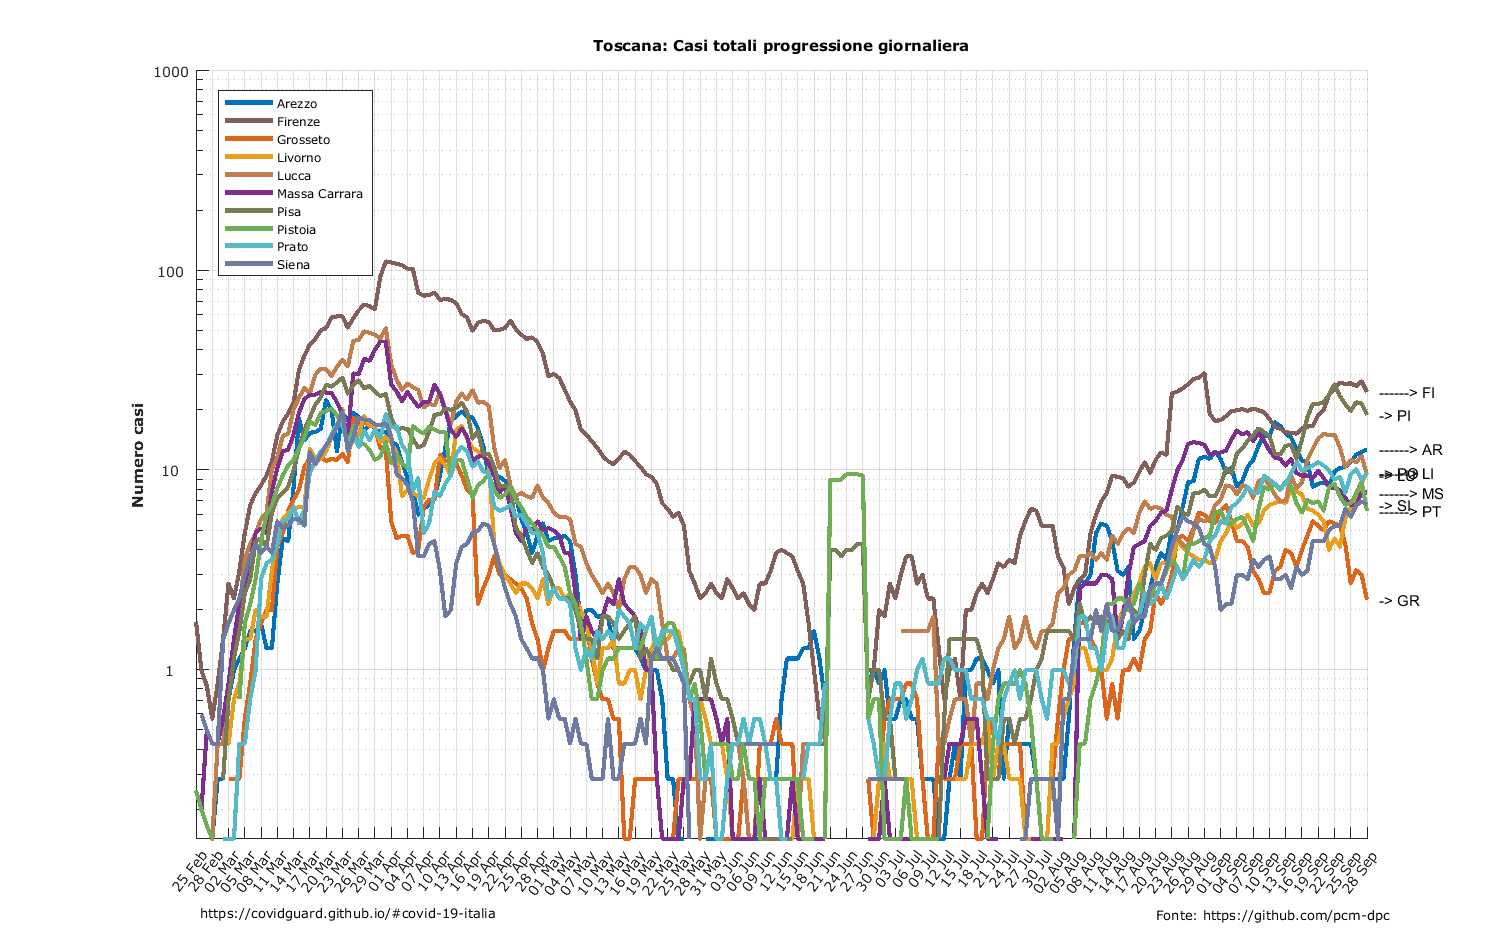 Toscana: Casi totali progressione giornaliera
1000
100
10
1
Numero casi
Arezzo
Firenze
Grosseto
Livorno
Lucca
Massa Carrara
Pisa
Pistoia
Prato
Siena
------> FI
-> PI
------> AR
------> LI
------> MS
-> SI
------> PT
-> GR
25 Feb
28 Feb
02 Mar
05 Mar
08 Mar
11 Mar
14 Mar
17 Mar
20 Mar
23 Mar
26 Mar
29 Mar
01 Apr
04 Apr
07 Apr
10 Apr
13 Apr
16 Apr
19 Apr
22 Apr
25 Apr
28 Apr
01 May
04 May
07 May
10 May
13 May
16 May
19 May
22 May
25 May
28 May
31 May
03 Jun
06 Jun
09 Jun
12 Jun
15 Jun
18 Jun
21 Jun
24 Jun
27 Jun
30 Jun
03 Jul
06 Jul
09 Jul
12 Jul
15 Jul
18 Jul
21 Jul
24 Jul
27 Jul
30 Jul
02 Aug
05 Aug
08 Aug
11 Aug
14 Aug
17 Aug
20 Aug
23 Aug
26 Aug
29 Aug
01 Sep
04 Sep
07 Sep
10 Sep
13 Sep
16 Sep
19 Sep
22 Sep
25 Sep
28 Sep
https://covidguard.github.io/#covid-19-italia
Fonte: https://github.com/pcm-dpc